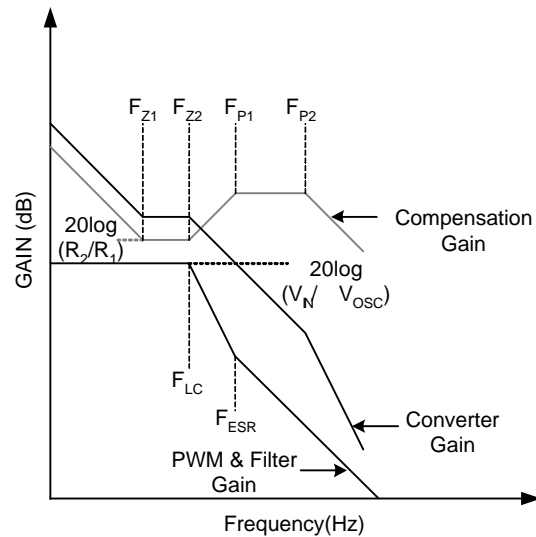 F_Z1 F_Z2 F_P1 F_P2
GAIN (dB)
20log
(R_2/R_1)
Compensation
Gain
20log
(V_IN/ V_OSC)
F_LC
F_ESR
Converter
Gain
PWM & Filter
Gain
Frequency(Hz)